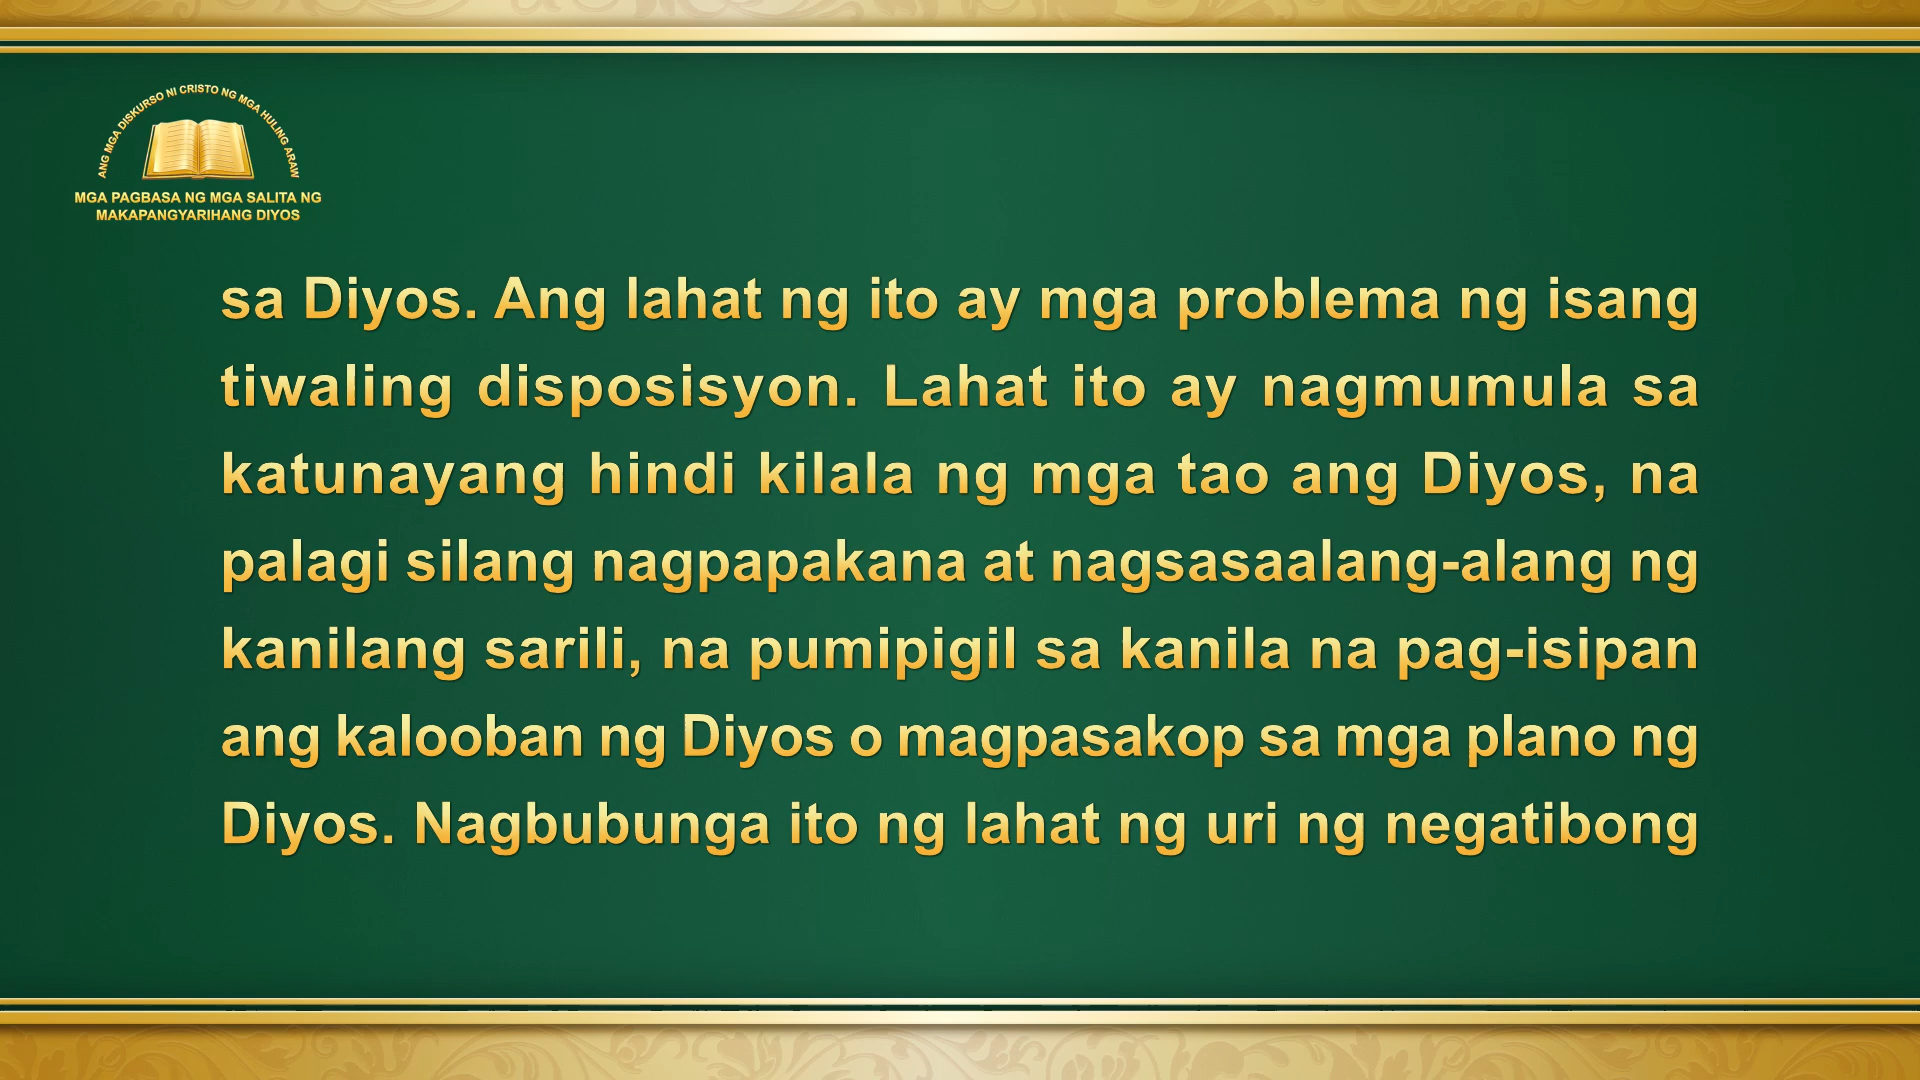 ANG MGA DISKURSO NI CRISTO NG MGA HULING ARAW
MGA PAGBASA NG MGA SALITA NG
MAKAPANGYARIHANG DIYOS
sa Diyos. Ang lahat ng ito ay mga problema ng isang
tiwaling disposisyon. Lahat ito ay nagmumula sa
katunayang hindi kilala ng mga tao ang Diyos, na
palagi silang nagpapakana at nagsasaalang-alang ng
kanilang sarili, na pumipigil sa kanila na pag-isipan
ang kalooban ng Diyos o magpasakop sa mga plano ng
Diyos. Nagbubunga ito ng lahat ng uri ng negatibong